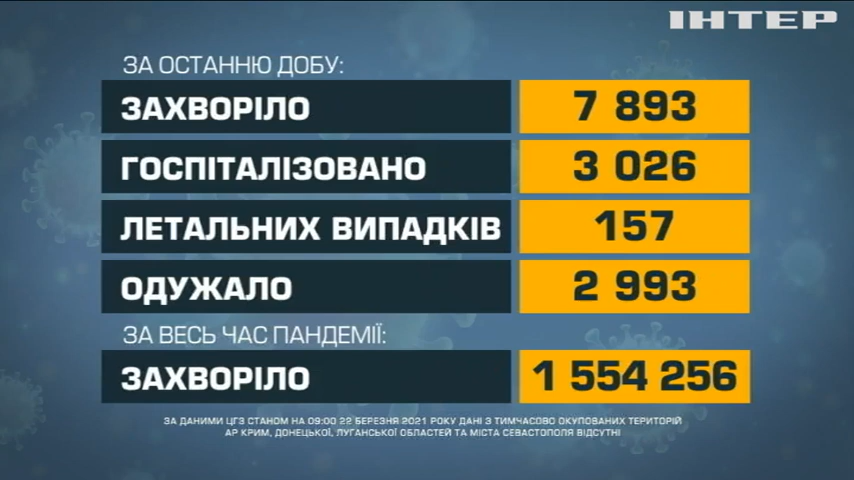 ІНТЕР
ЗА ОСТАННЮ ДОБУ:
ЗАХВОРІЛО 7 893
ГОСПІТАЛІЗОВАНО 3 026
ЛЕТАЛЬНИХ ВИПАДКІВ 157
ОДУЖАЛО 2 993
ЗА ВЕСЬ ЧАС ПАНДЕМІЇ:
ЗАХВОРІЛО 1 554 256
ЗА ДАНИМИ ЦГЗ СТАНОМ НА 09:00 22 БЕРЕЗНЯ 2021 РОКУ ДАНІ З ТИМЧАСОВО ОКУПОВАНИХ ТЕРИТОРІЙ
АР КРИМ, ДОНЕЦЬКОЇ, ЛУГАНСЬКОЇ ОБЛАСТЕЙ ТА МІСТА СЕВАСТОПОЛЯ ВІДСУТНІ